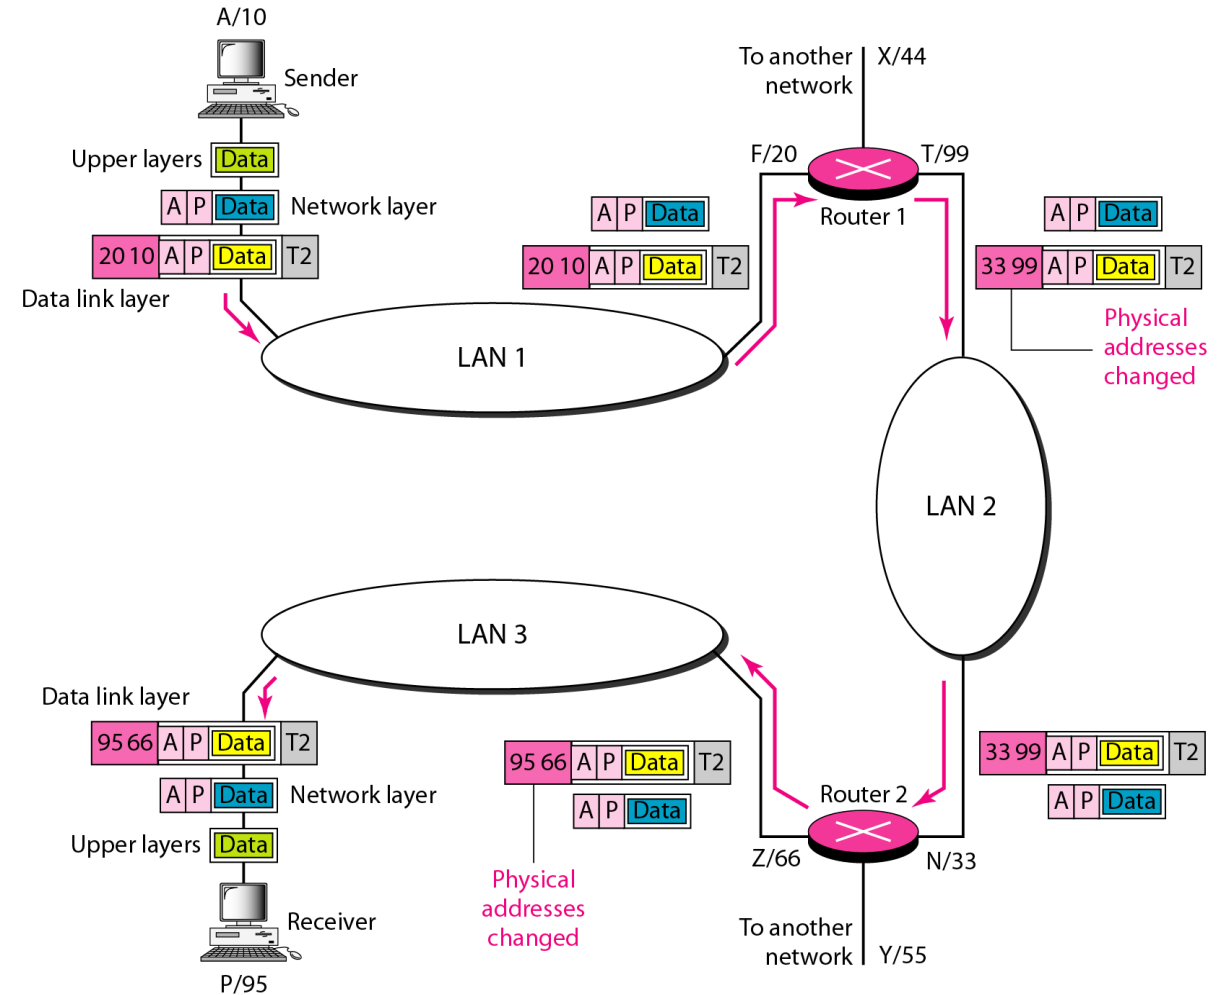 A/10
Sender
Upper layers
Data
A P Data
Network layer
20 10 A P Data T2
Data link layer
LAN 1
To another
network
X/44
F/20
T/99
Router 1
A P Data
20 10 A P Data T2
A P Data
33 99 A P Data T2
Physical
addresses
changed
LAN 2
LAN 3
Data link layer
95 66 A P Data T2
A P Data
Network layer
Upper layers
Data
Receiver
P/95
95 66 A P Data T2
A P Data
Physical
addresses
changed
33 99 A P Data T2
A P Data
Router 2
Z/66
N/33
To another
network
Y/55